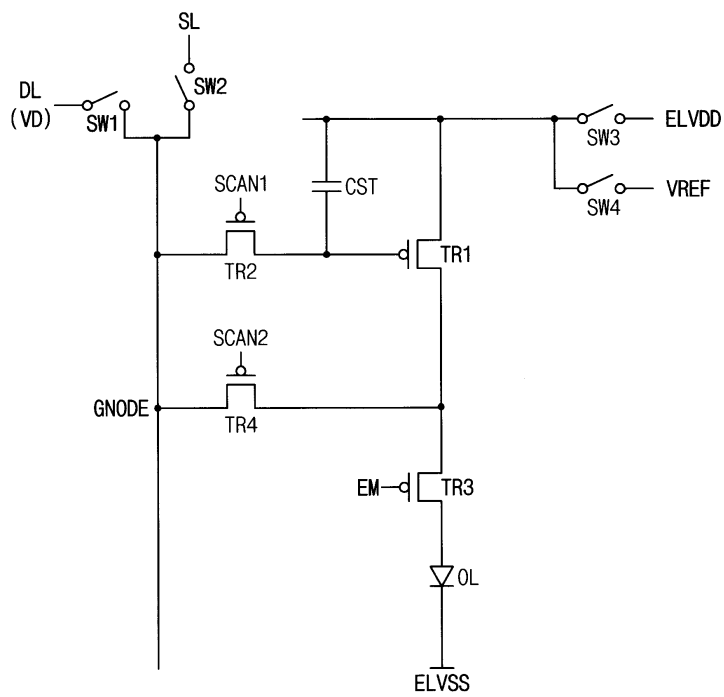 SL
DL
(VD)
SW1
SW2
ELVDD
SW3
VREF
SW4
SCAN1
CST
TR2
TR1
SCAN2
GNODE
TR4
EM
TR3
OL
ELVSS